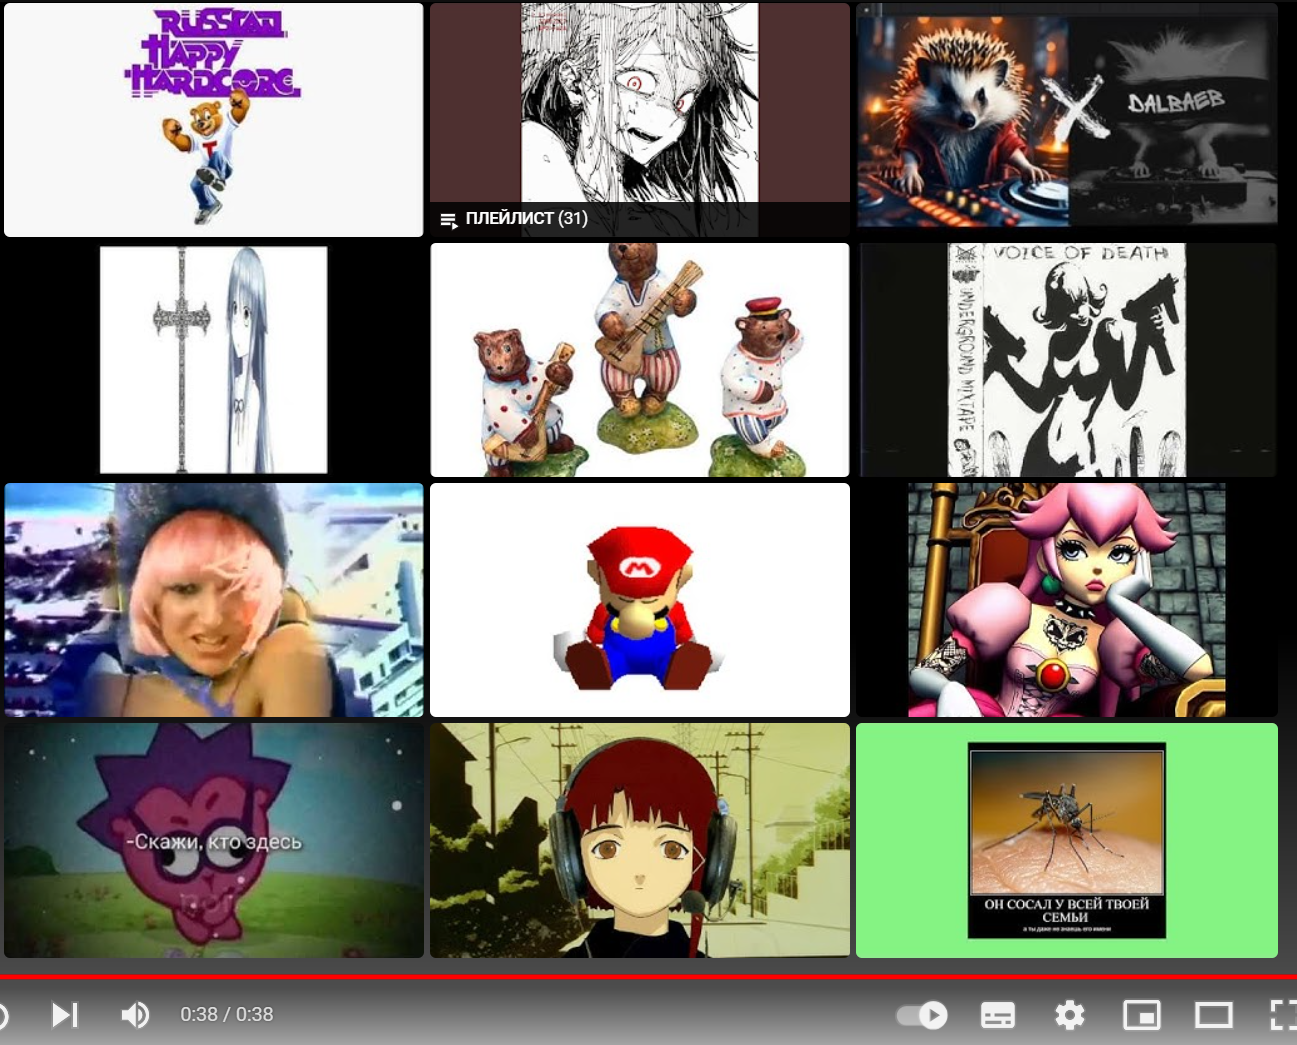 RUSSIAN
HAPPY
HARDCORE
T
ПЛЕЙЛИСТ (31)
X
DALBAEB
VOICE OF DEATH
UNDERGROUND MIXTAPE
M
-Скажи, кто здесь
ОН СОСАЛ У ВСЕЙ ТВОЕЙ
СЕМЬИ
а ты даже не знаешь его имени
0:38 / 0:38